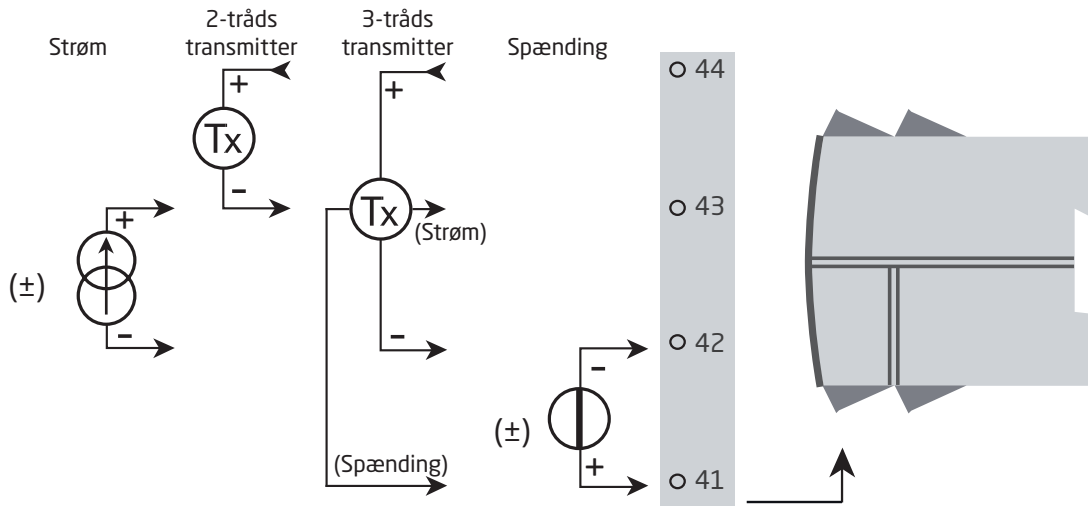 Strøm
2-tråds
transmitter
3-tråds
transmitter
Spænding
+
Tx
-
+
Tx
(Strøm)
-
(Spænding)
(±)
+
-
(±)
-
+
44
43
42
41